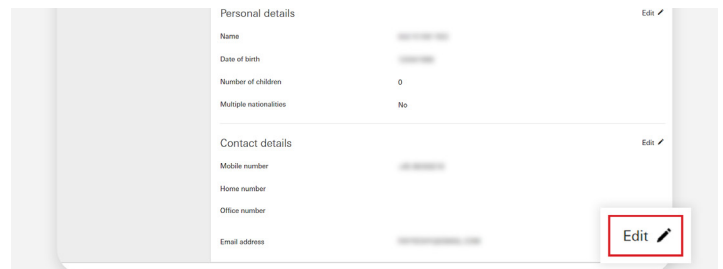 Personal details Edit
Name
Date of birth
Number of children 0
Multiple nationalities No
Contact details Edit
Mobile number
Home number
Office number
Email address
Edit